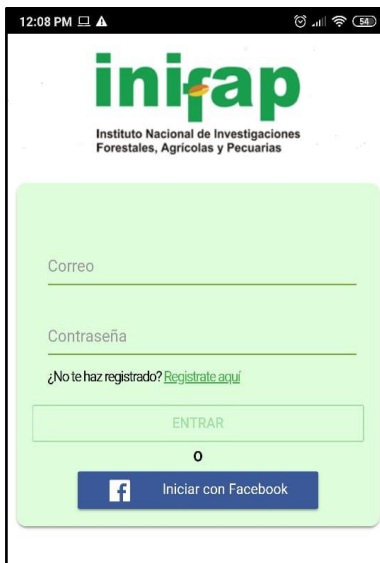 12:08 PM
54
inifap
Instituto Nacional de Investigaciones
Forestales, Agrícolas y Pecuarias
Correo
Contraseña
¿No te haz registrado? Registrate aquí
ENTRAR
O
Iniciar con Facebook